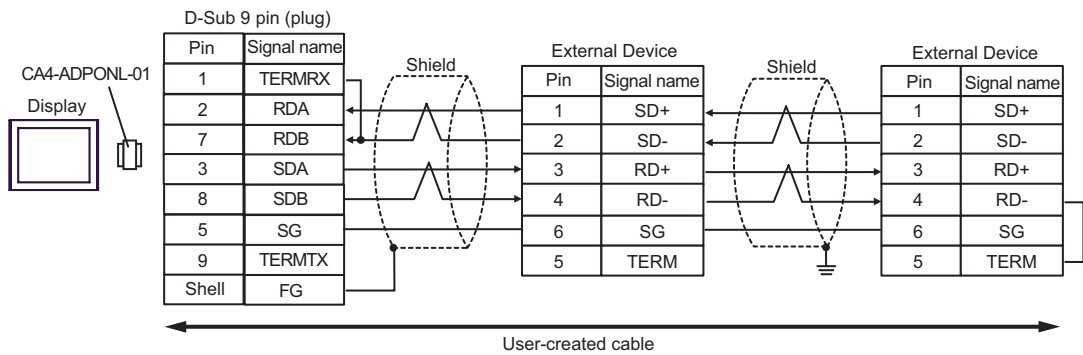 D-Sub 9 pin (plug)
CA4-ADPONL-01
Display
Pin Signal name
1 TERMRX
2 RDA
7 RDB
3 SDA
8 SDB
5 SG
9 TERMTX
Shell FG
Shield
External Device
Pin Signal name
1 SD+
2 SD-
3 RD+
4 RD-
6 SG
5 TERM
Shield
External Device
Pin Signal name
1 SD+
2 SD-
3 RD+
4 RD-
6 SG
5 TERM
User-created cable